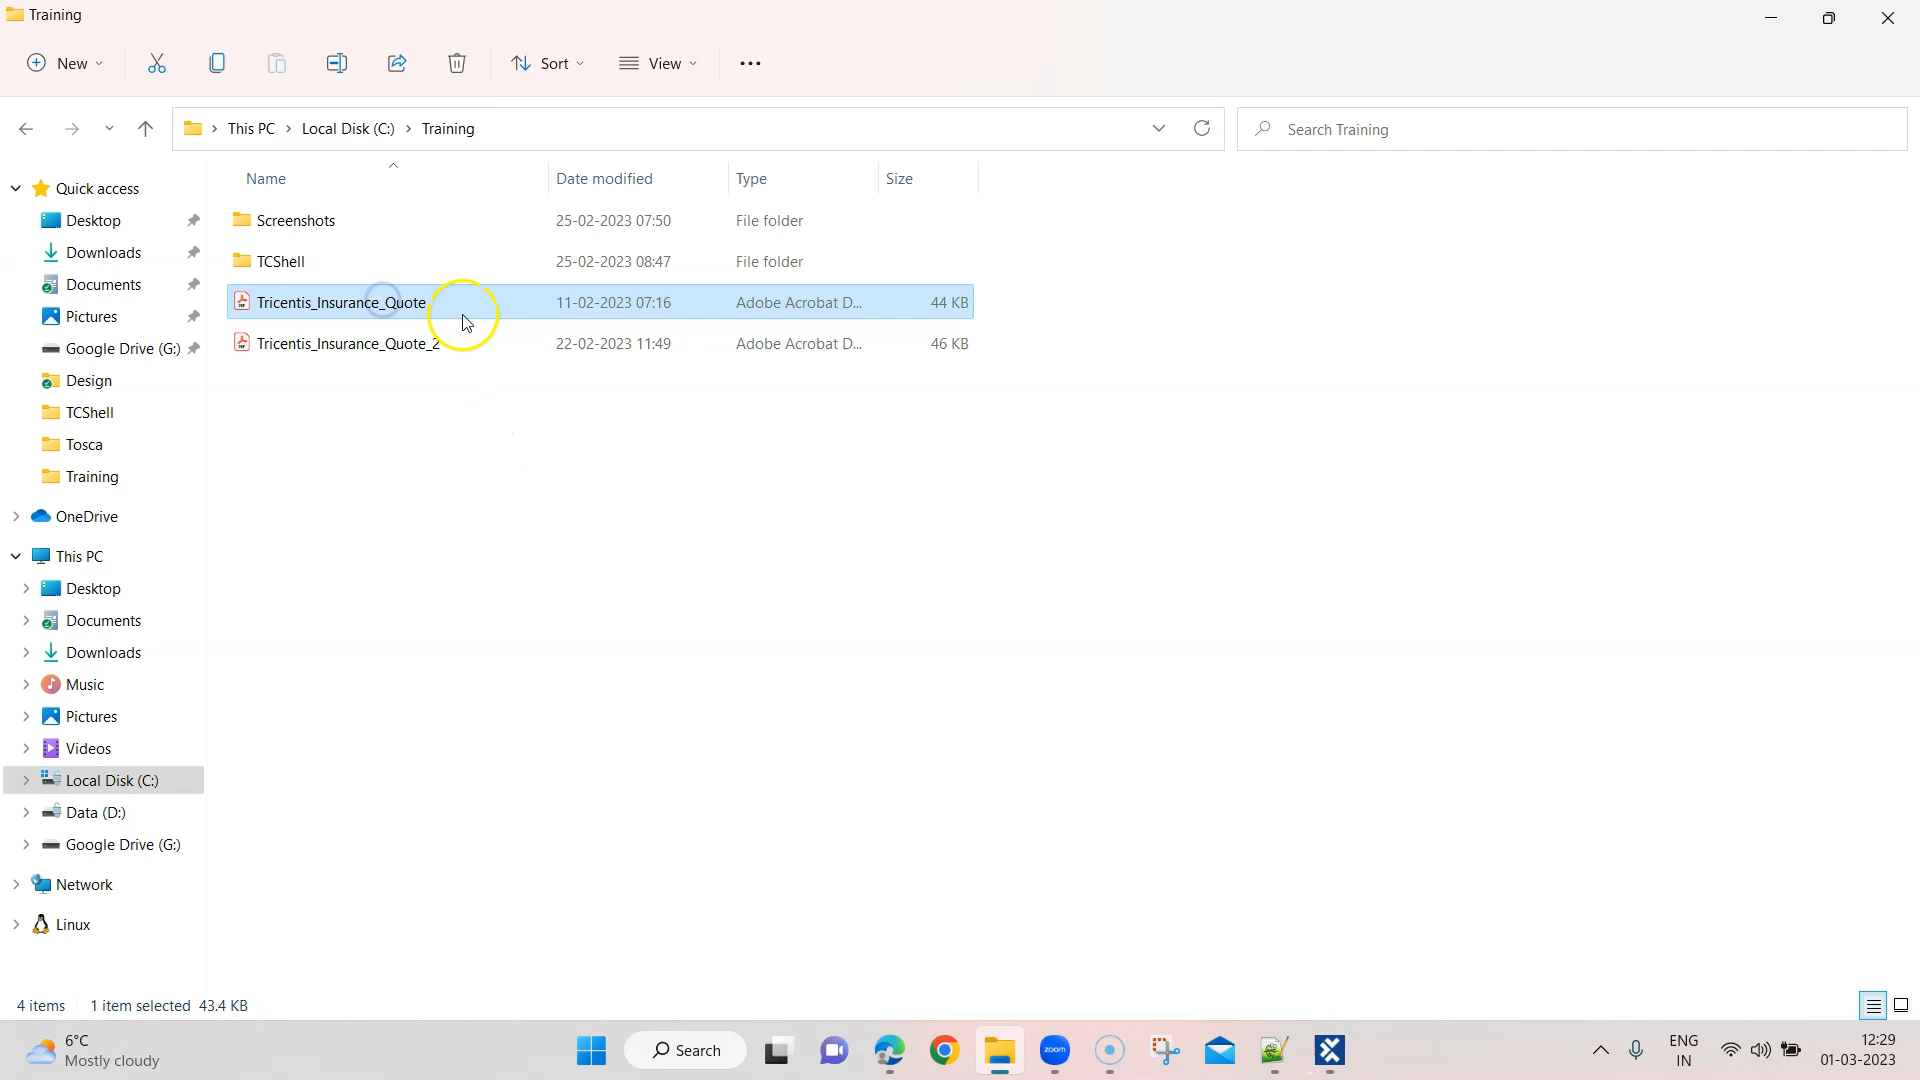 Training
New
Sort
View
This PC > Local Disk (C:) > Training
Search Training
Name
Date modified
Type
Size
Quick access
Desktop
Downloads
Documents
Pictures
Google Drive (G:)
Design
TCShell
Tosca
Training
OneDrive
This PC
Desktop
Documents
Downloads
Music
Pictures
Videos
Local Disk (C:)
Data (D:)
Google Drive (G:)
Network
Linux
Screenshots 25-02-2023 07:50 File folder
TCShell 25-02-2023 08:47 File folder
Tricentis_Insurance_Quote 11-02-2023 07:16 Adobe Acrobat D... 44 KB
Tricentis_Insurance_Quote_2 22-02-2023 11:49 Adobe Acrobat D... 46 KB
4 items 1 item selected 43.4 KB
6°C
Mostly cloudy
Search
zoom
ENG
IN
12:29
01-03-2023